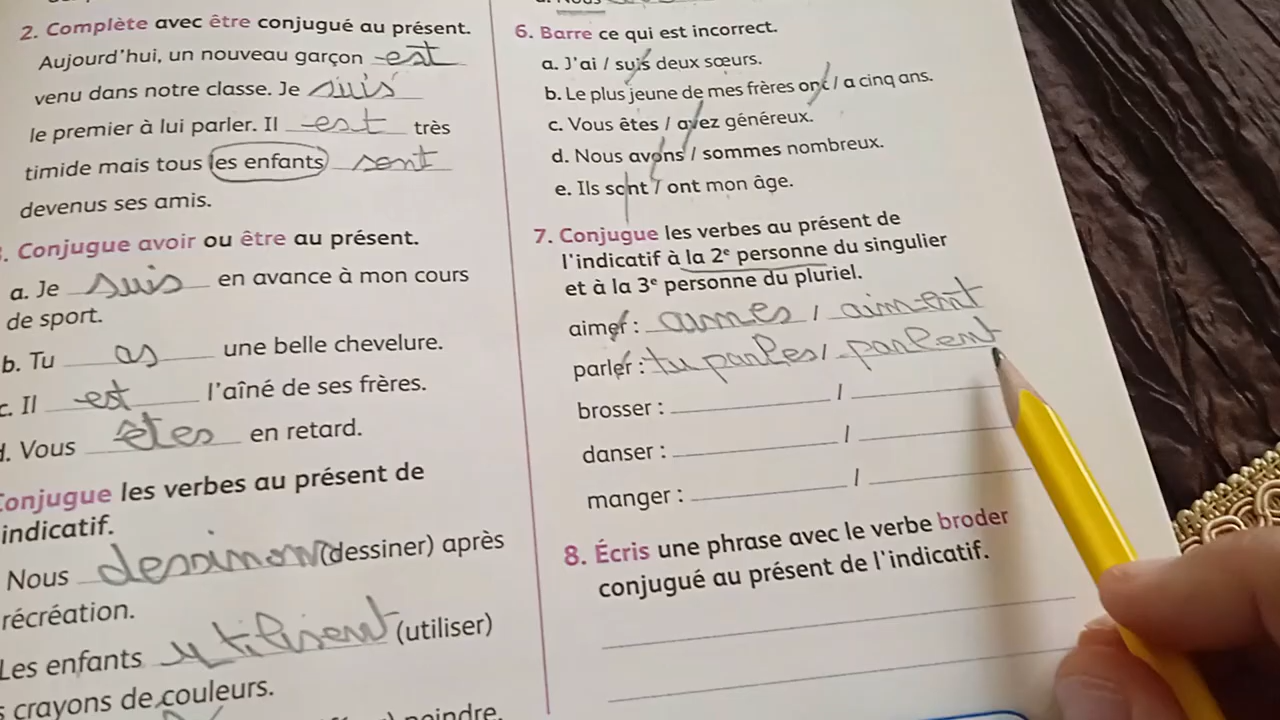 2. Complète avec être conjugué au présent.
Aujourd'hui, un nouveau garçon est
venu dans notre classe. Je suis
le premier à lui parler. Il est très
timide mais tous les enfants sont
devenus ses amis.
. Conjugue avoir ou être au présent.
a. Je suis en avance à mon cours
de sport.
b. Tu as une belle chevelure.
c. Il est l'aîné de ses frères.
d. Vous êtes en retard.
Conjugue les verbes au présent de
indicatif.
Nous dessinons (dessiner) après
récréation.
Les enfants utilisent (utiliser)
s crayons de couleurs.
peindre.
6. Barre ce qui est incorrect.
a. J'ai / suis deux sœurs.
b. Le plus jeune de mes frères ont / a cinq ans.
c. Vous êtes / avez généreux.
d. Nous avons / sommes nombreux.
e. Ils sont / ont mon âge.
7. Conjugue les verbes au présent de
l'indicatif à la 2e personne du singulier
et à la 3e personne du pluriel.
aimer : aimes / aiment
parler : tu parles / parlent
brosser : /
danser : /
manger : /
8. Écris une phrase avec le verbe broder
conjugué au présent de l'indicatif.